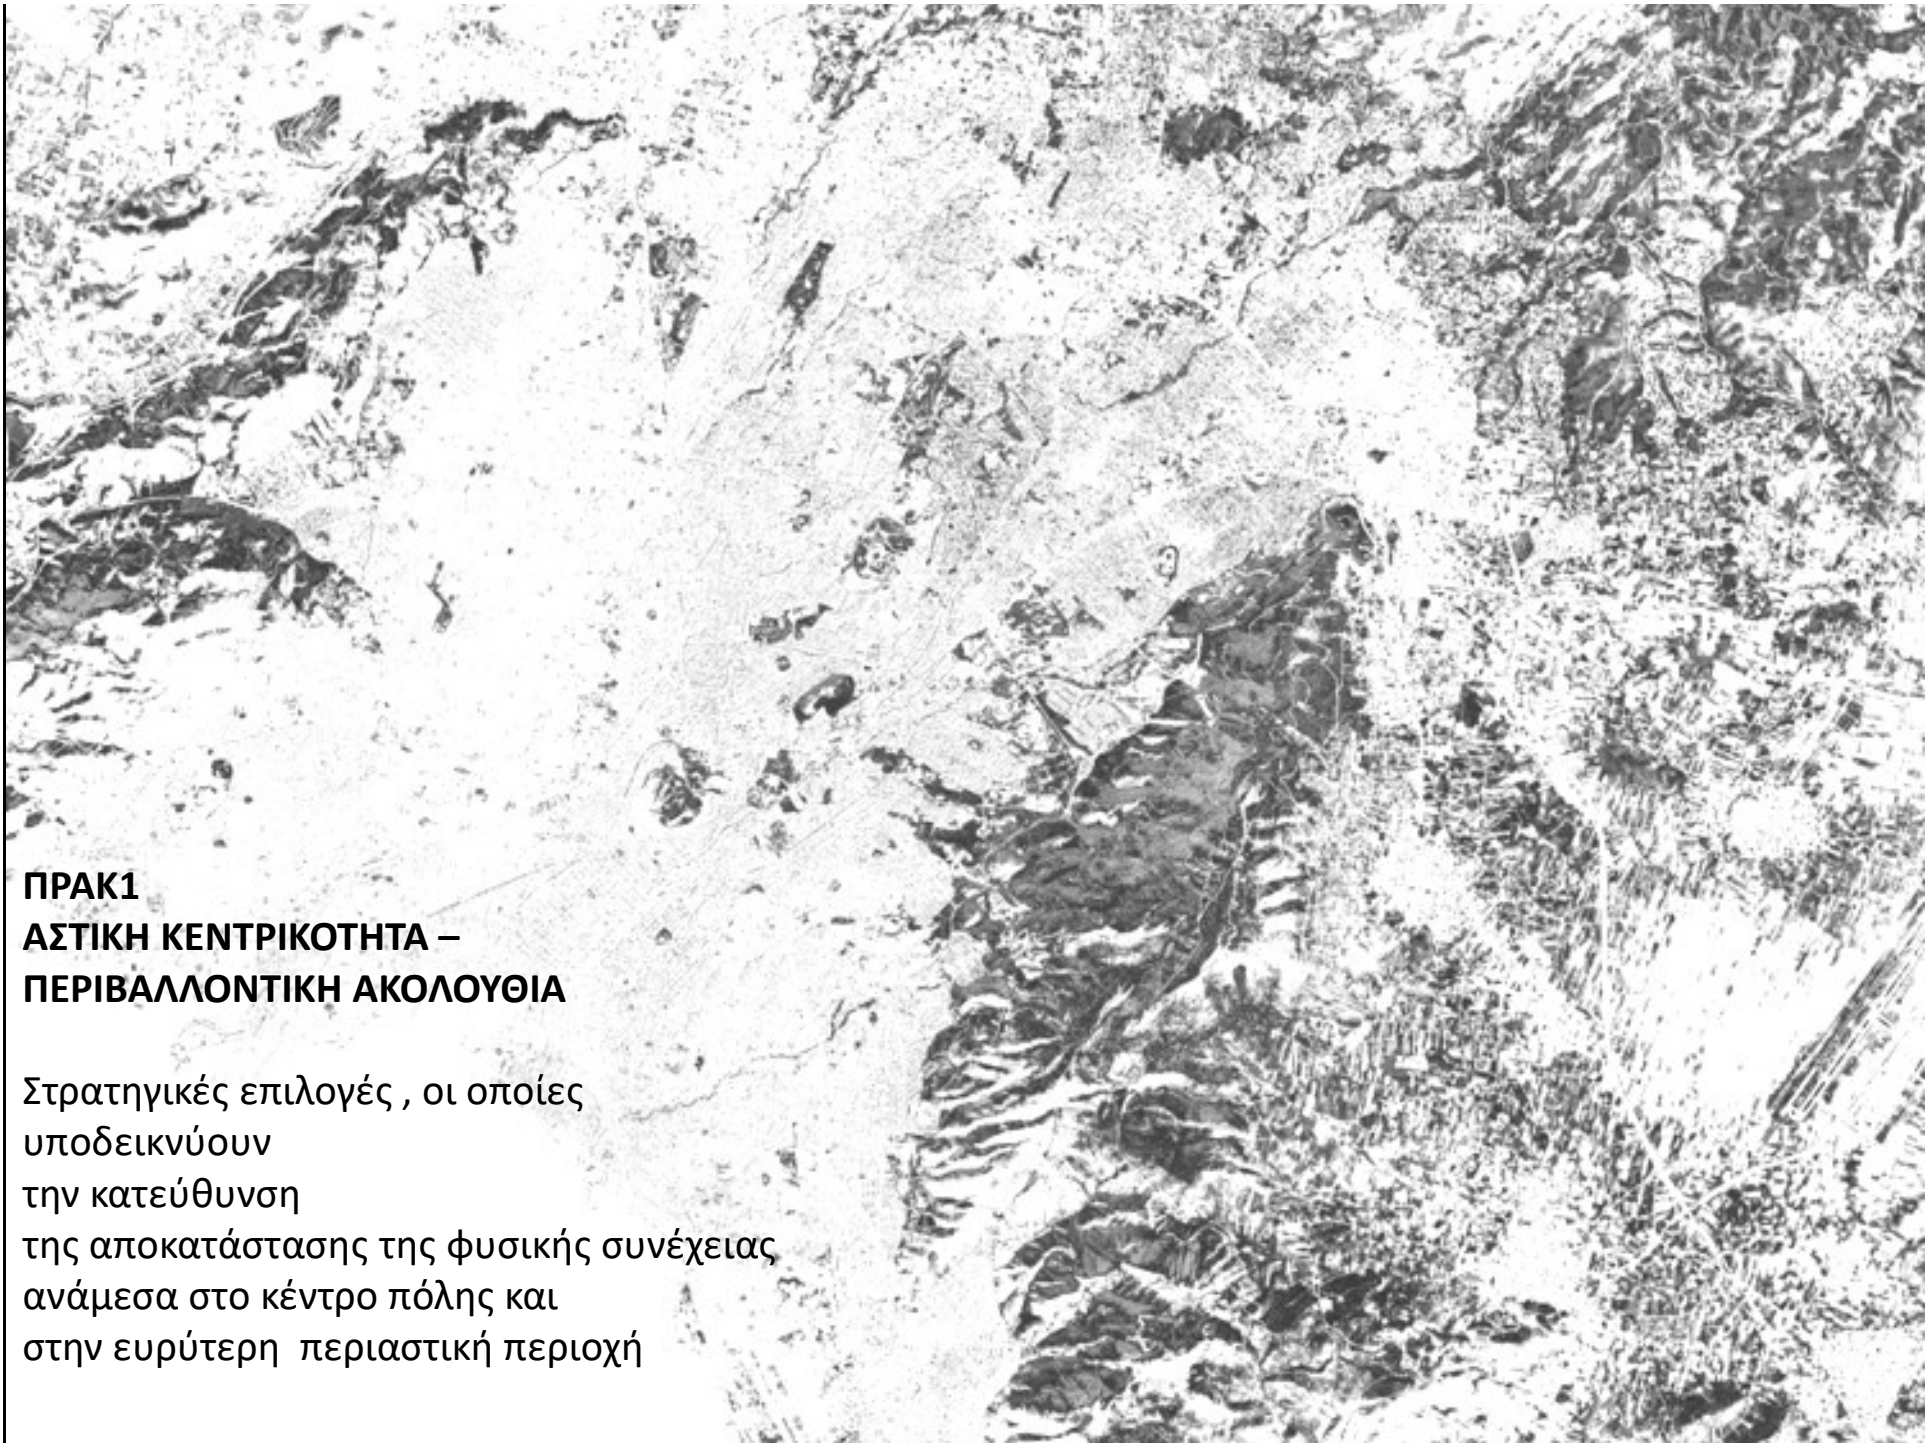 ΠΡΑΚ1
ΑΣΤΙΚΗ ΚΕΝΤΡΙΚΟΤΗΤΑ –
ΠΕΡΙΒΑΛΛΟΝΤΙΚΗ ΑΚΟΛΟΥΘΙΑ
Στρατηγικές επιλογές , οι οποίες
υποδεικνύουν
την κατεύθυνση
της αποκατάστασης της φυσικής συνέχειας
ανάμεσα στο κέντρο πόλης και
στην ευρύτερη  περιαστική περιοχή